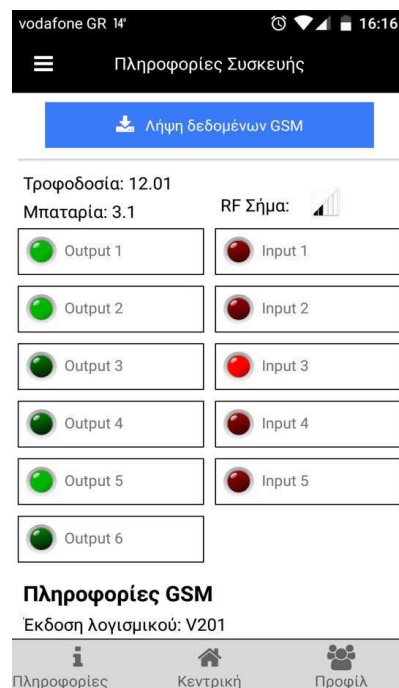 vodafone GR 14° 16:16
Πληροφορίες Συσκευής
Λήψη δεδομένων GSM
Τροφοδοσία: 12.01
Μπαταρία: 3.1
RF Σήμα:
Output 1
Input 1
Output 2
Input 2
Output 3
Input 3
Output 4
Input 4
Output 5
Input 5
Output 6
Πληροφορίες GSM
Έκδοση λογισμικού: V201
Πληροφορίες
Κεντρική
Προφίλ